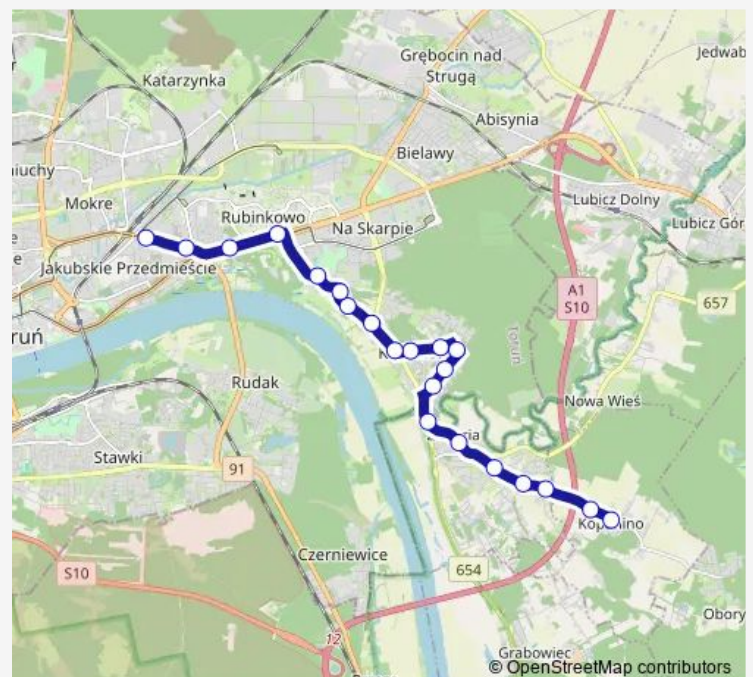 Grębocin nad
Strugą
Jedwab
Katarzynka
Abisynia
niuchy
Bielawy
Mokre
Lubicz Dolny
Rubinkowo
Lubicz Gór
Na Skarpie
Jakubskie Przedmieście
A1
S10
657
Toruń
ruń
Rudak
Nowa Wieś
Stawki
91
Czerniewice
S10
654
Obory
12
Grabowiec
© OpenStreetMap contributors